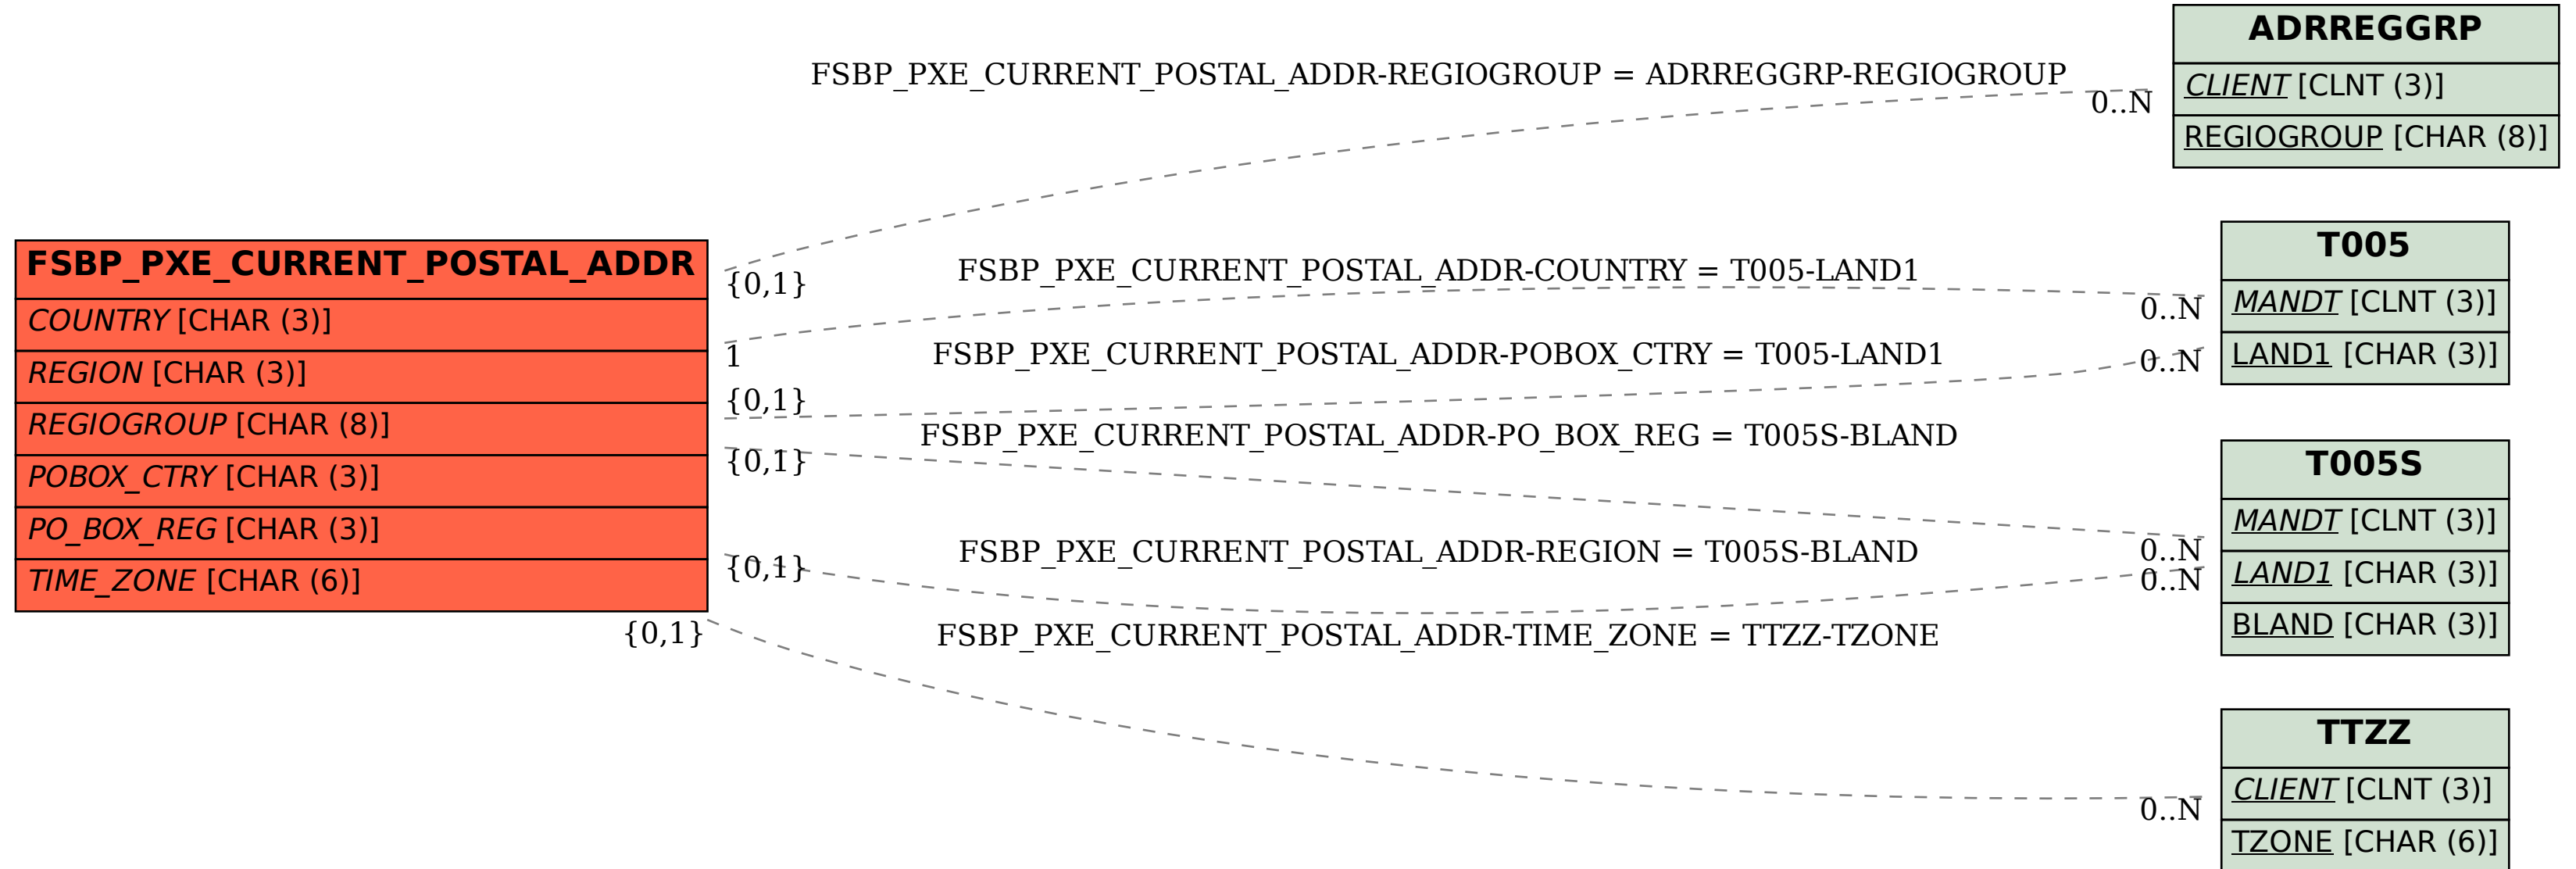 FSBP_PXE_CURRENT_POSTAL_ADDR
COUNTRY [CHAR (3)]
REGION [CHAR (3)]
REGIOGROUP [CHAR (8)]
POBOX_CTRY [CHAR (3)]
PO_BOX_REG [CHAR (3)]
TIME_ZONE [CHAR (6)]
FSBP_PXE_CURRENT_POSTAL_ADDR-REGIOGROUP = ADRREGGRP-REGIOGROUP
0..N
{0,1}
FSBP_PXE_CURRENT_POSTAL_ADDR-COUNTRY = T005-LAND1
0..N
1
FSBP_PXE_CURRENT_POSTAL_ADDR-POBOX_CTRY = T005-LAND1
0..N
{0,1}
FSBP_PXE_CURRENT_POSTAL_ADDR-PO_BOX_REG = T005S-BLAND
{0,1}
0..N
FSBP_PXE_CURRENT_POSTAL_ADDR-REGION = T005S-BLAND
{0,1}
0..N
FSBP_PXE_CURRENT_POSTAL_ADDR-TIME_ZONE = TTZZ-TZONE
{0,1}
0..N
ADRREGGRP
CLIENT [CLNT (3)]
REGIOGROUP [CHAR (8)]
T005
MANDT [CLNT (3)]
LAND1 [CHAR (3)]
T005S
MANDT [CLNT (3)]
LAND1 [CHAR (3)]
BLAND [CHAR (3)]
TTZZ
CLIENT [CLNT (3)]
TZONE [CHAR (6)]